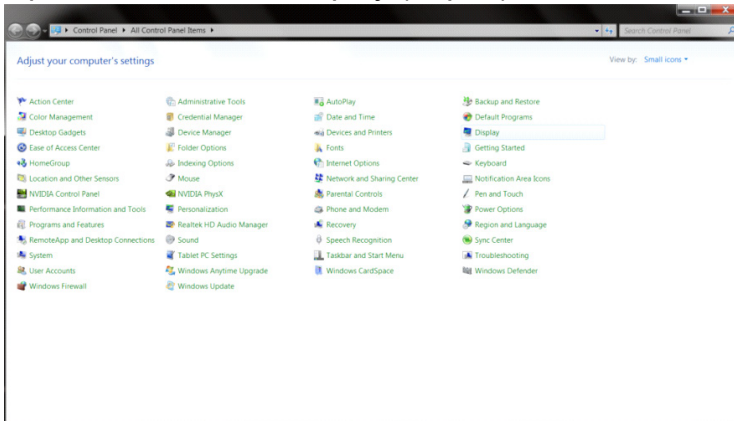 Control Panel ▸ All Control Panel Items ▸
Search Control Panel
Adjust your computer's settings
View by: Small icons
Action Center
Administrative Tools
AutoPlay
Backup and Restore
Color Management
Credential Manager
Date and Time
Default Programs
Desktop Gadgets
Device Manager
Devices and Printers
Display
Ease of Access Center
Folder Options
Fonts
Getting Started
HomeGroup
Indexing Options
Internet Options
Keyboard
Location and Other Sensors
Mouse
Network and Sharing Center
Notification Area Icons
NVIDIA Control Panel
NVIDIA PhysX
Parental Controls
Pen and Touch
Performance Information and Tools
Personalization
Phone and Modem
Power Options
Programs and Features
Realtek HD Audio Manager
Recovery
Region and Language
RemoteApp and Desktop Connections
Sound
Speech Recognition
Sync Center
System
Tablet PC Settings
Taskbar and Start Menu
Troubleshooting
User Accounts
Windows Anytime Upgrade
Windows CardSpace
Windows Defender
Windows Firewall
Windows Update